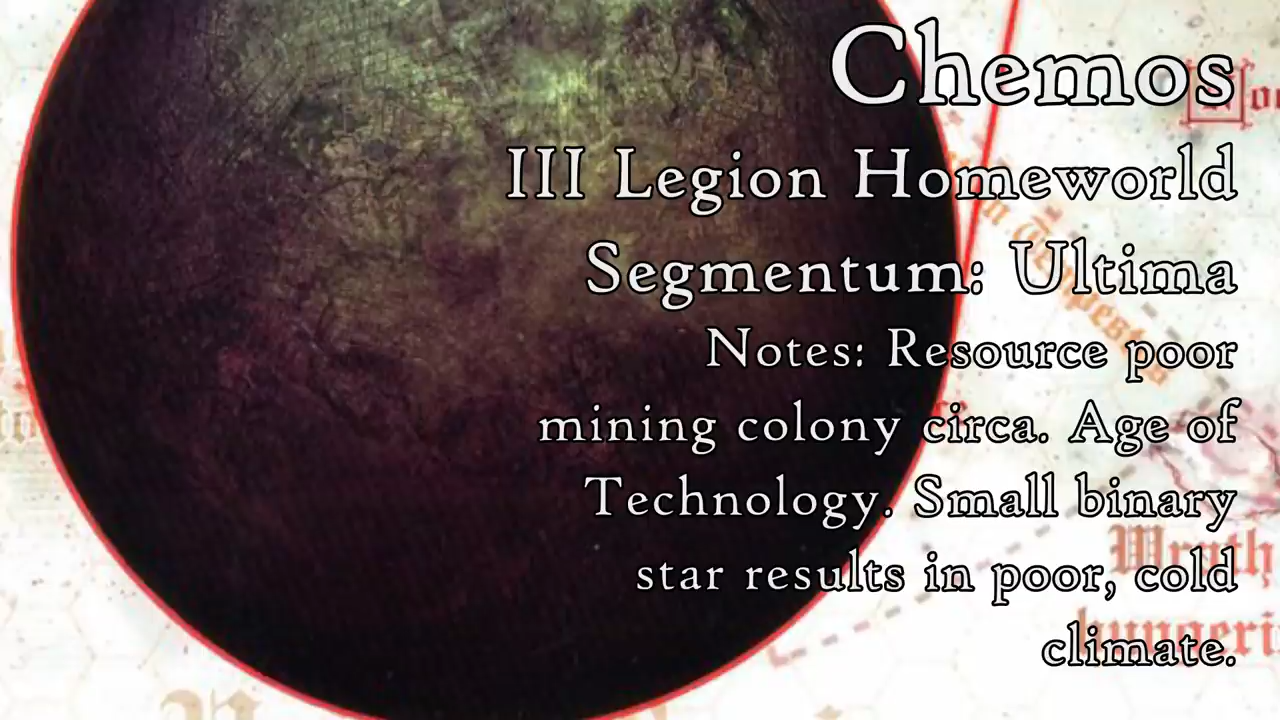 Chemos
III Legion Homeworld
Segmentum: Ultima
Notes: Resource poor
mining colony circa. Age of
Technology. Small binary
star results in poor, cold
climate.
Wrath